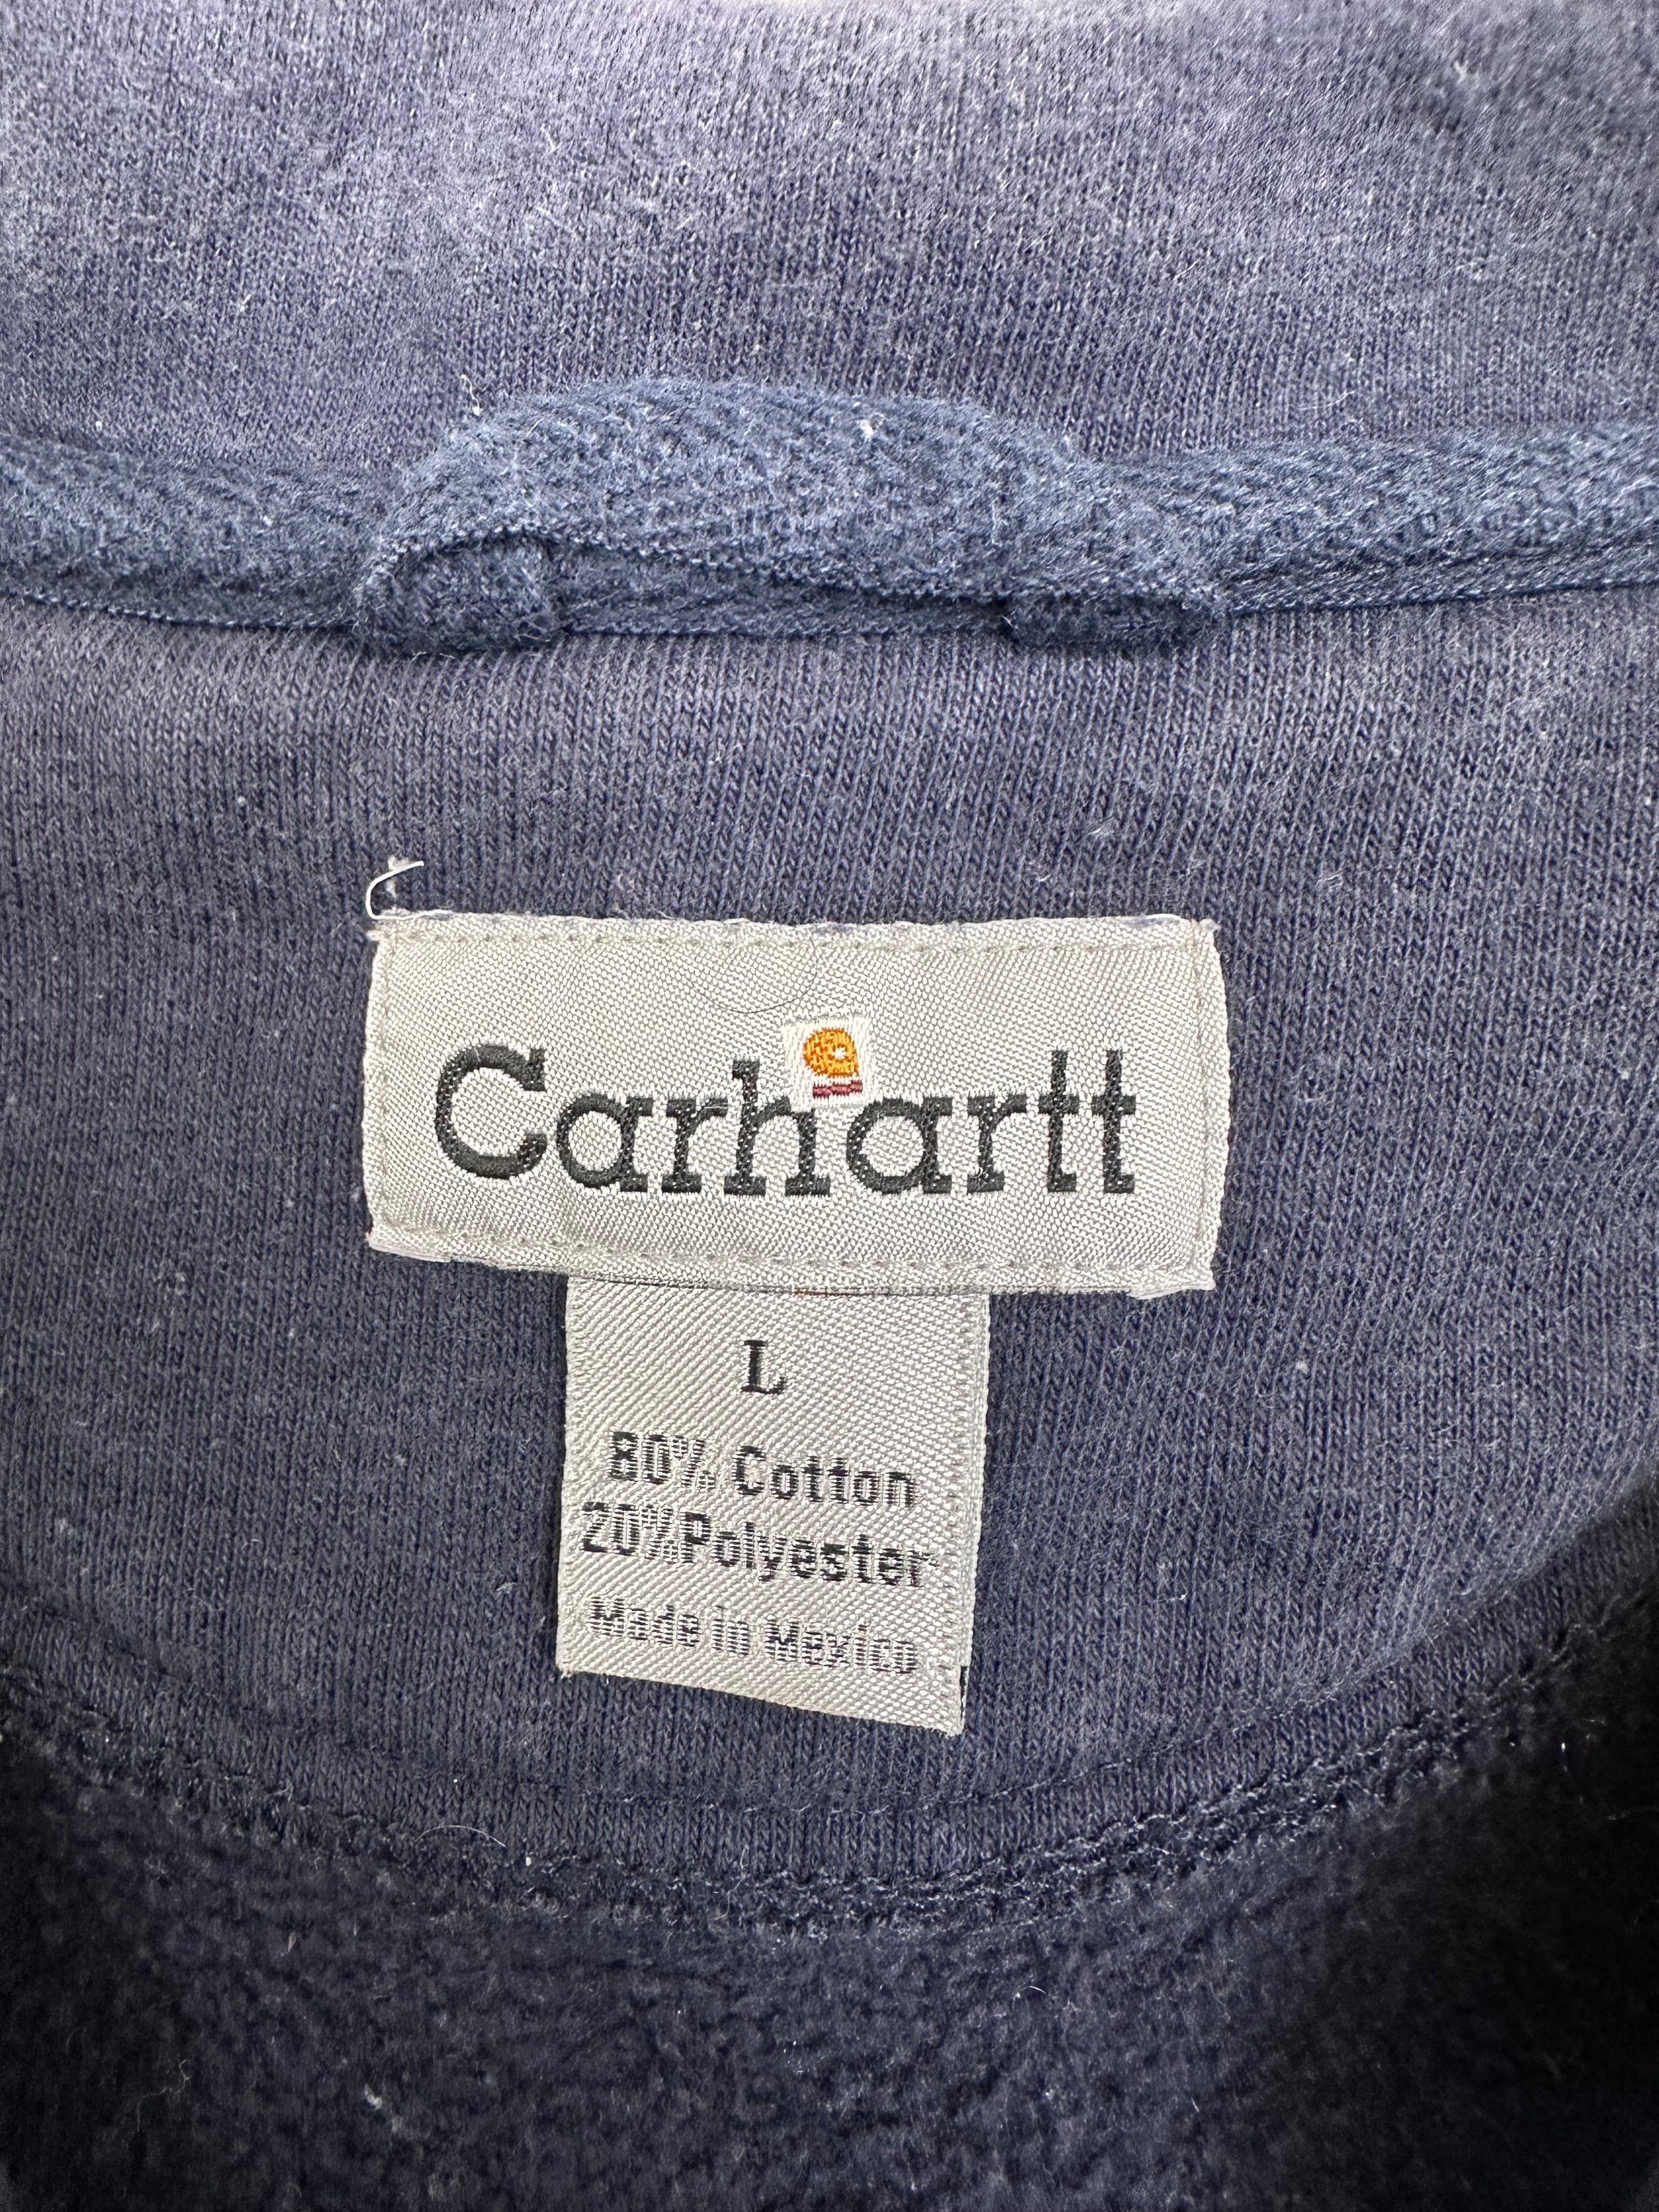 Carhartt
L
80% Cotton
20%Polyester
Made in Mexico